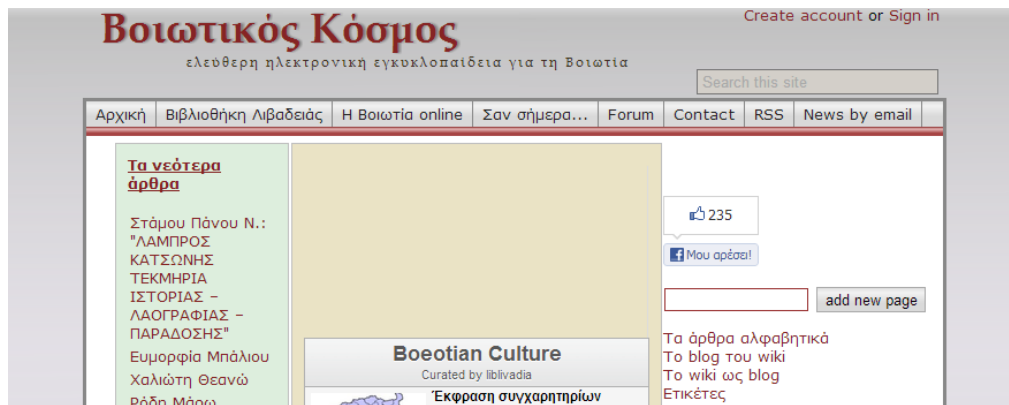 Βοιωτικός Κόσμος
ελεύθερη ηλεκτρονική εγκυκλοπαίδεια για τη Βοιωτία
Create account or Sign in
Search this site
Αρχική Βιβλιοθήκη Λιβαδειάς Η Βοιωτία online Σαν σήμερα... Forum Contact RSS News by email
Τα νεότερα
άρθρα
Στάμου Πάνου Ν.:
"ΛΑΜΠΡΟΣ
ΚΑΤΣΩΝΗΣ
ΤΕΚΜΗΡΙΑ
ΙΣΤΟΡΙΑΣ –
ΛΑΟΓΡΑΦΙΑΣ –
ΠΑΡΑΔΟΣΗΣ"
Ευμορφία Μπάλιου
Χαλιώτη Θεανώ
Ρόδη Μάρω
Boeotian Culture
Curated by liblivadia
Έκφραση συγχαρητηρίων
235
Μου αρέσει!
add new page
Τα άρθρα αλφαβητικά
Το blog του wiki
Το wiki ως blog
Ετικέτες